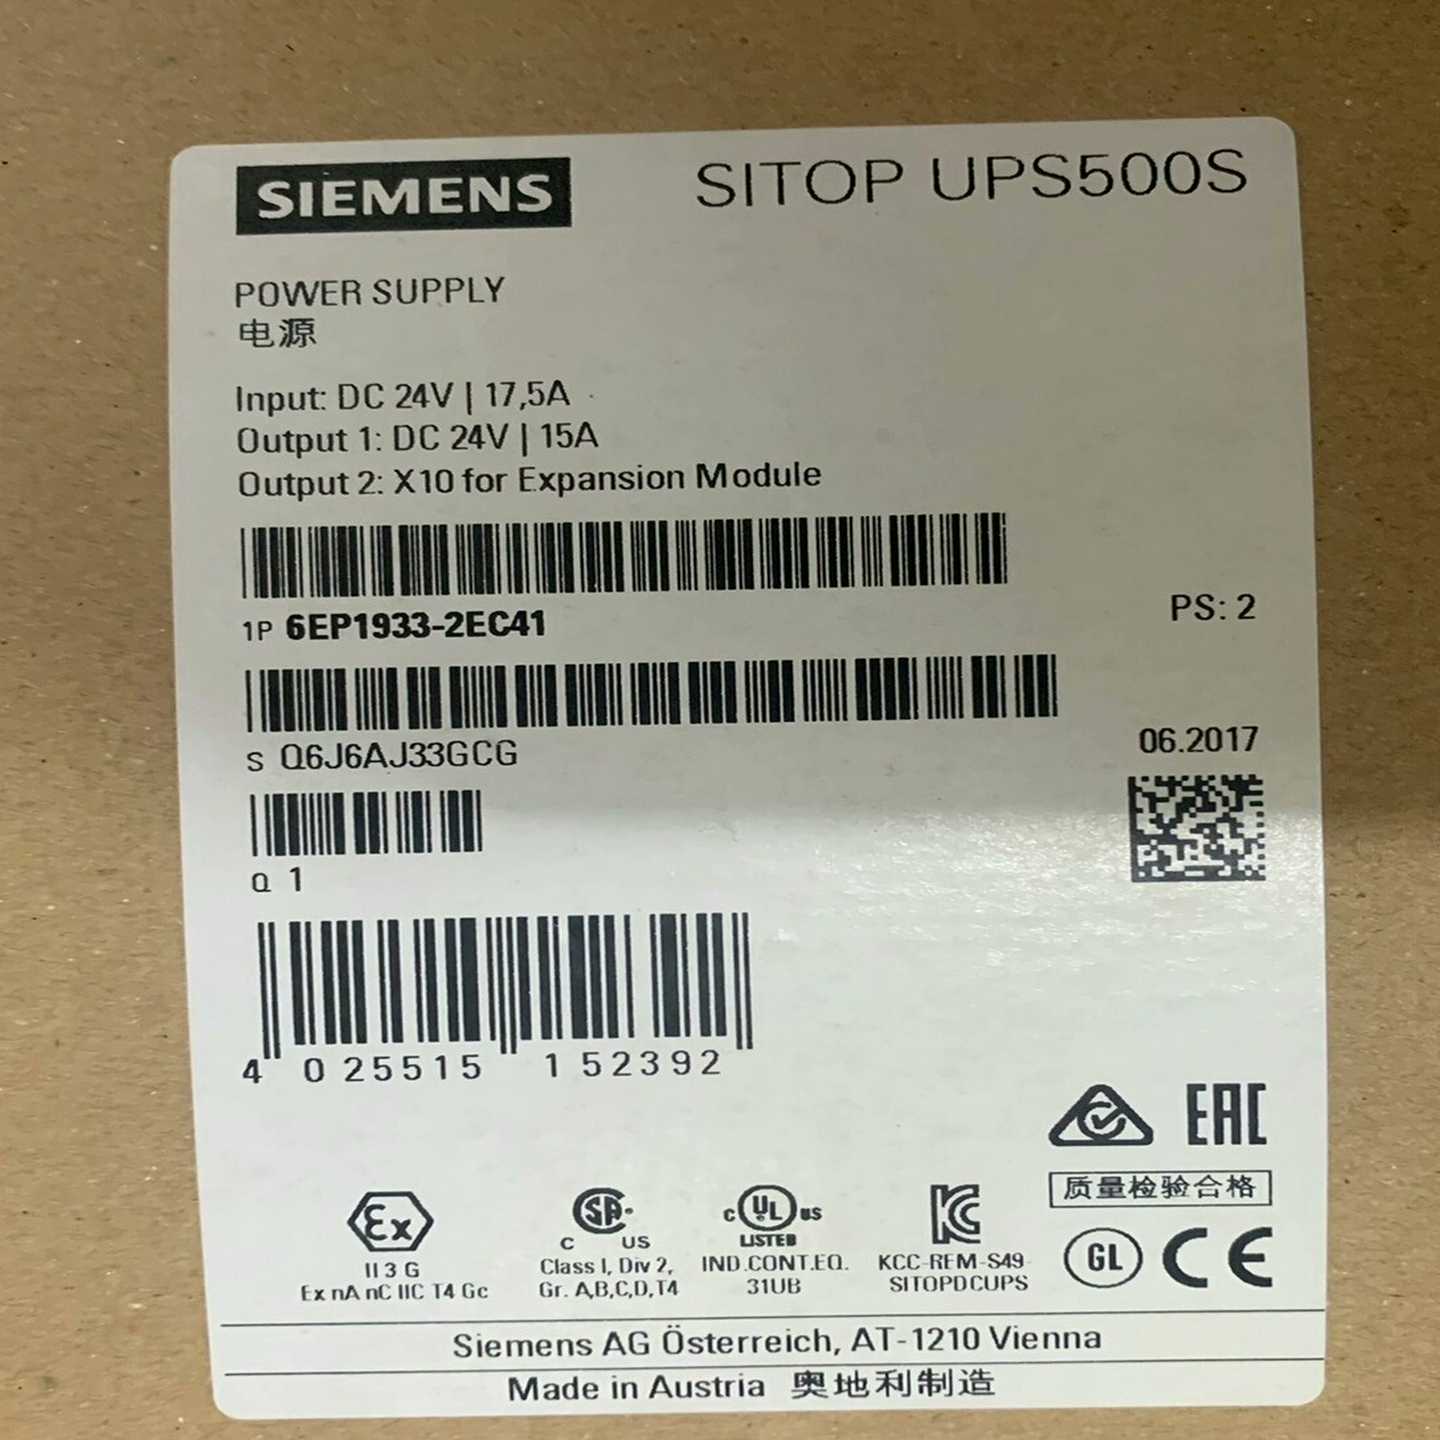 SIEMENS SITOP UPS500S
POWER SUPPLY
电源
Input: DC 24V | 17,5A
Output 1: DC 24V | 15A
Output 2: X10 for Expansion Module
1P 6EP1933-2EC41
PS: 2
S Q6J6AJ33GCG
06.2017
Q 1
4 025515 152392
EAC
质量检验合格
Ex
II 3 G
Ex nA nC IIC T4 Gc
SA
C US
Class I, Div 2,
Gr. A,B,C,D,T4
C UL US
LISTED
IND.CONT.EQ.
31UB
KC
KCC-REM-S49-
SITOPDCUPS
GL CE
Siemens AG Österreich, AT-1210 Vienna
Made in Austria 奥地利制造